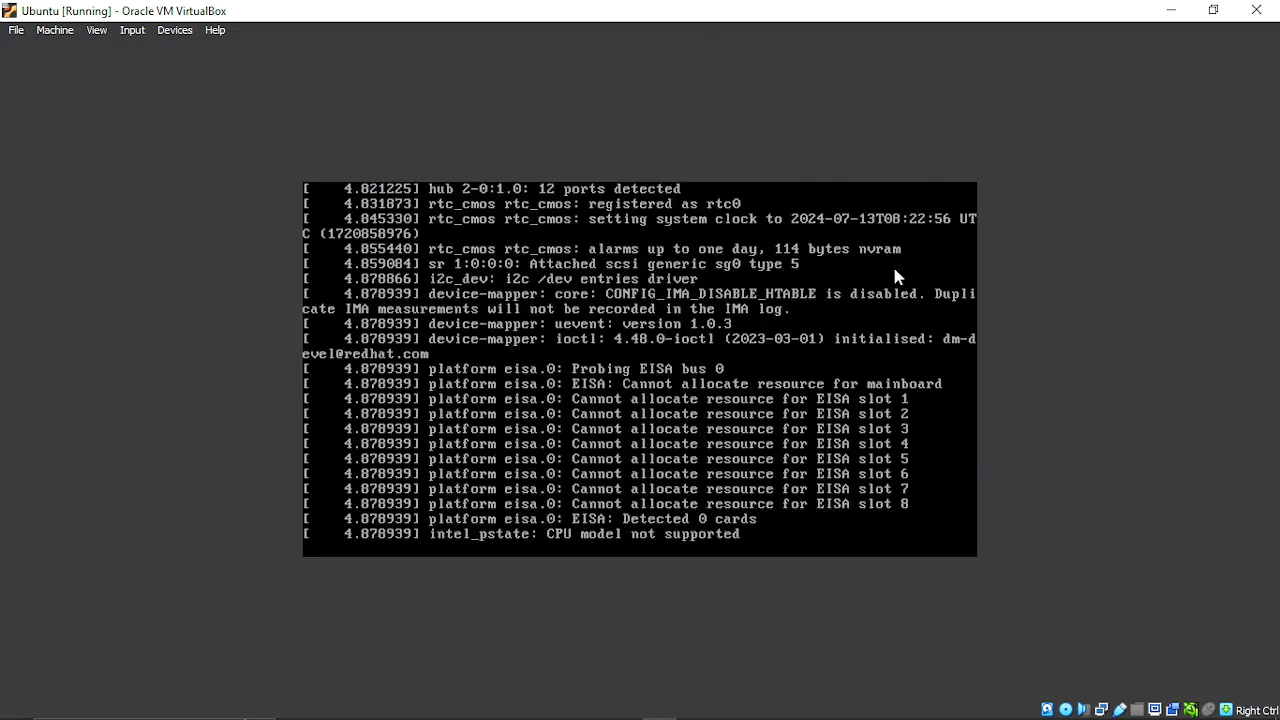 Ubuntu [Running] - Oracle VM VirtualBox
File Machine View Input Devices Help
[    4.821225] hub 2-0:1.0: 12 ports detected
[    4.831873] rtc_cmos rtc_cmos: registered as rtc0
[    4.845330] rtc_cmos rtc_cmos: setting system clock to 2024-07-13T08:22:56 UT
C (1720858976)
[    4.855440] rtc_cmos rtc_cmos: alarms up to one day, 114 bytes nvram
[    4.859084] sr 1:0:0:0: Attached scsi generic sg0 type 5
[    4.878866] i2c_dev: i2c /dev entries driver
[    4.878939] device-mapper: core: CONFIG_IMA_DISABLE_HTABLE is disabled. Dupli
cate IMA measurements will not be recorded in the IMA log.
[    4.878939] device-mapper: uevent: version 1.0.3
[    4.878939] device-mapper: ioctl: 4.48.0-ioctl (2023-03-01) initialised: dm-d
evel@redhat.com
[    4.878939] platform eisa.0: Probing EISA bus 0
[    4.878939] platform eisa.0: EISA: Cannot allocate resource for mainboard
[    4.878939] platform eisa.0: Cannot allocate resource for EISA slot 1
[    4.878939] platform eisa.0: Cannot allocate resource for EISA slot 2
[    4.878939] platform eisa.0: Cannot allocate resource for EISA slot 3
[    4.878939] platform eisa.0: Cannot allocate resource for EISA slot 4
[    4.878939] platform eisa.0: Cannot allocate resource for EISA slot 5
[    4.878939] platform eisa.0: Cannot allocate resource for EISA slot 6
[    4.878939] platform eisa.0: Cannot allocate resource for EISA slot 7
[    4.878939] platform eisa.0: Cannot allocate resource for EISA slot 8
[    4.878939] platform eisa.0: EISA: Detected 0 cards
[    4.878939] intel_pstate: CPU model not supported
Right Ctrl